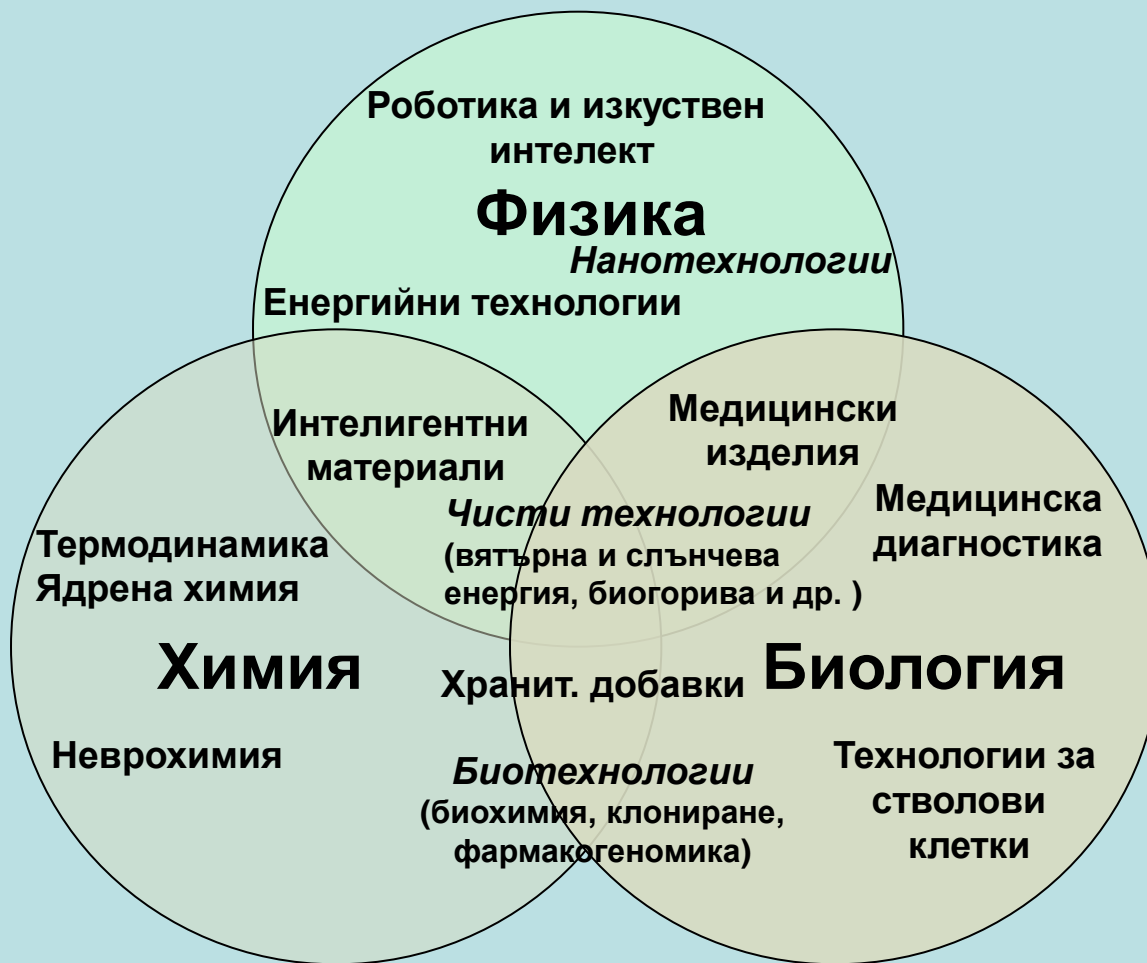 Роботика и изкуствен
интелект
Физика
Нанотехнологии
Енергийни технологии
Интелигентни
материали
Медицински
изделия
Чисти технологии
(вятърна и слънчева
енергия, биогорива и др. )
Медицинска
диагностика
Термодинамика
Ядрена химия
Химия
Хранит. добавки
Биология
Неврохимия
Биотехнологии
(биохимия, клониране,
фармакогеномика)
Технологии за
стволови
клетки